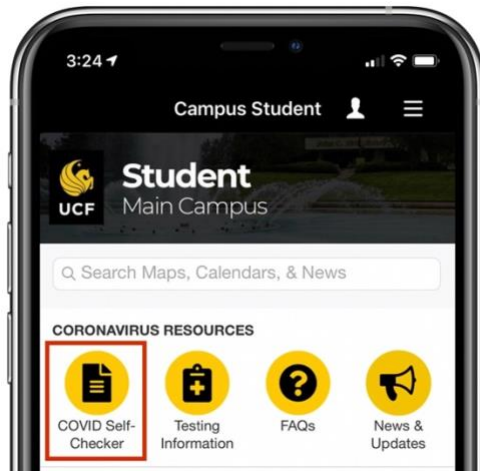 3:24
Campus Student
UCF
Student
Main Campus
Search Maps, Calendars, & News
CORONAVIRUS RESOURCES
COVID Self-
Checker
Testing
Information
FAQs
News &
Updates